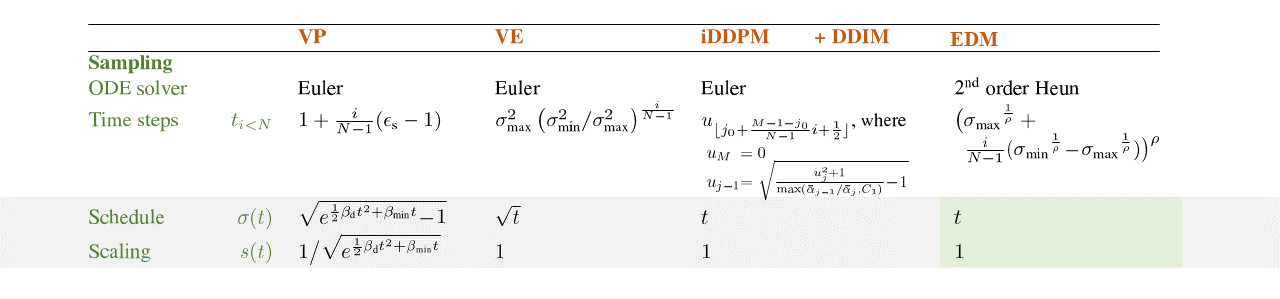 VP VE iDDPM + DDIM EDM
Sampling
ODE solver Euler Euler Euler 2nd order Heun
Time steps t_{i<N} 1 + \frac{i}{N-1}(\epsilon_s - 1) \sigma_{max}^2 (\sigma_{min}^2/\sigma_{max}^2)^{\frac{i}{N-1}} u_{\lfloor j_0 + \frac{M-1-j_0}{N-1} i + \frac{1}{2} \rfloor}, where (\sigma_{max}^{\frac{1}{\rho}} +
u_M = 0 \frac{i}{N-1}(\sigma_{min}^{\frac{1}{\rho}} - \sigma_{max}^{\frac{1}{\rho}}))^\rho
u_{j-1} = \sqrt{\frac{u_j^2+1}{max(\bar{\alpha}_{j-1}/\bar{\alpha}_j, C_1)} - 1}
Schedule \sigma(t) \sqrt{e^{\frac{1}{2}\beta_d t^2 + \beta_{min} t} - 1} \sqrt{t} t t
Scaling s(t) 1/\sqrt{e^{\frac{1}{2}\beta_d t^2 + \beta_{min} t}} 1 1 1